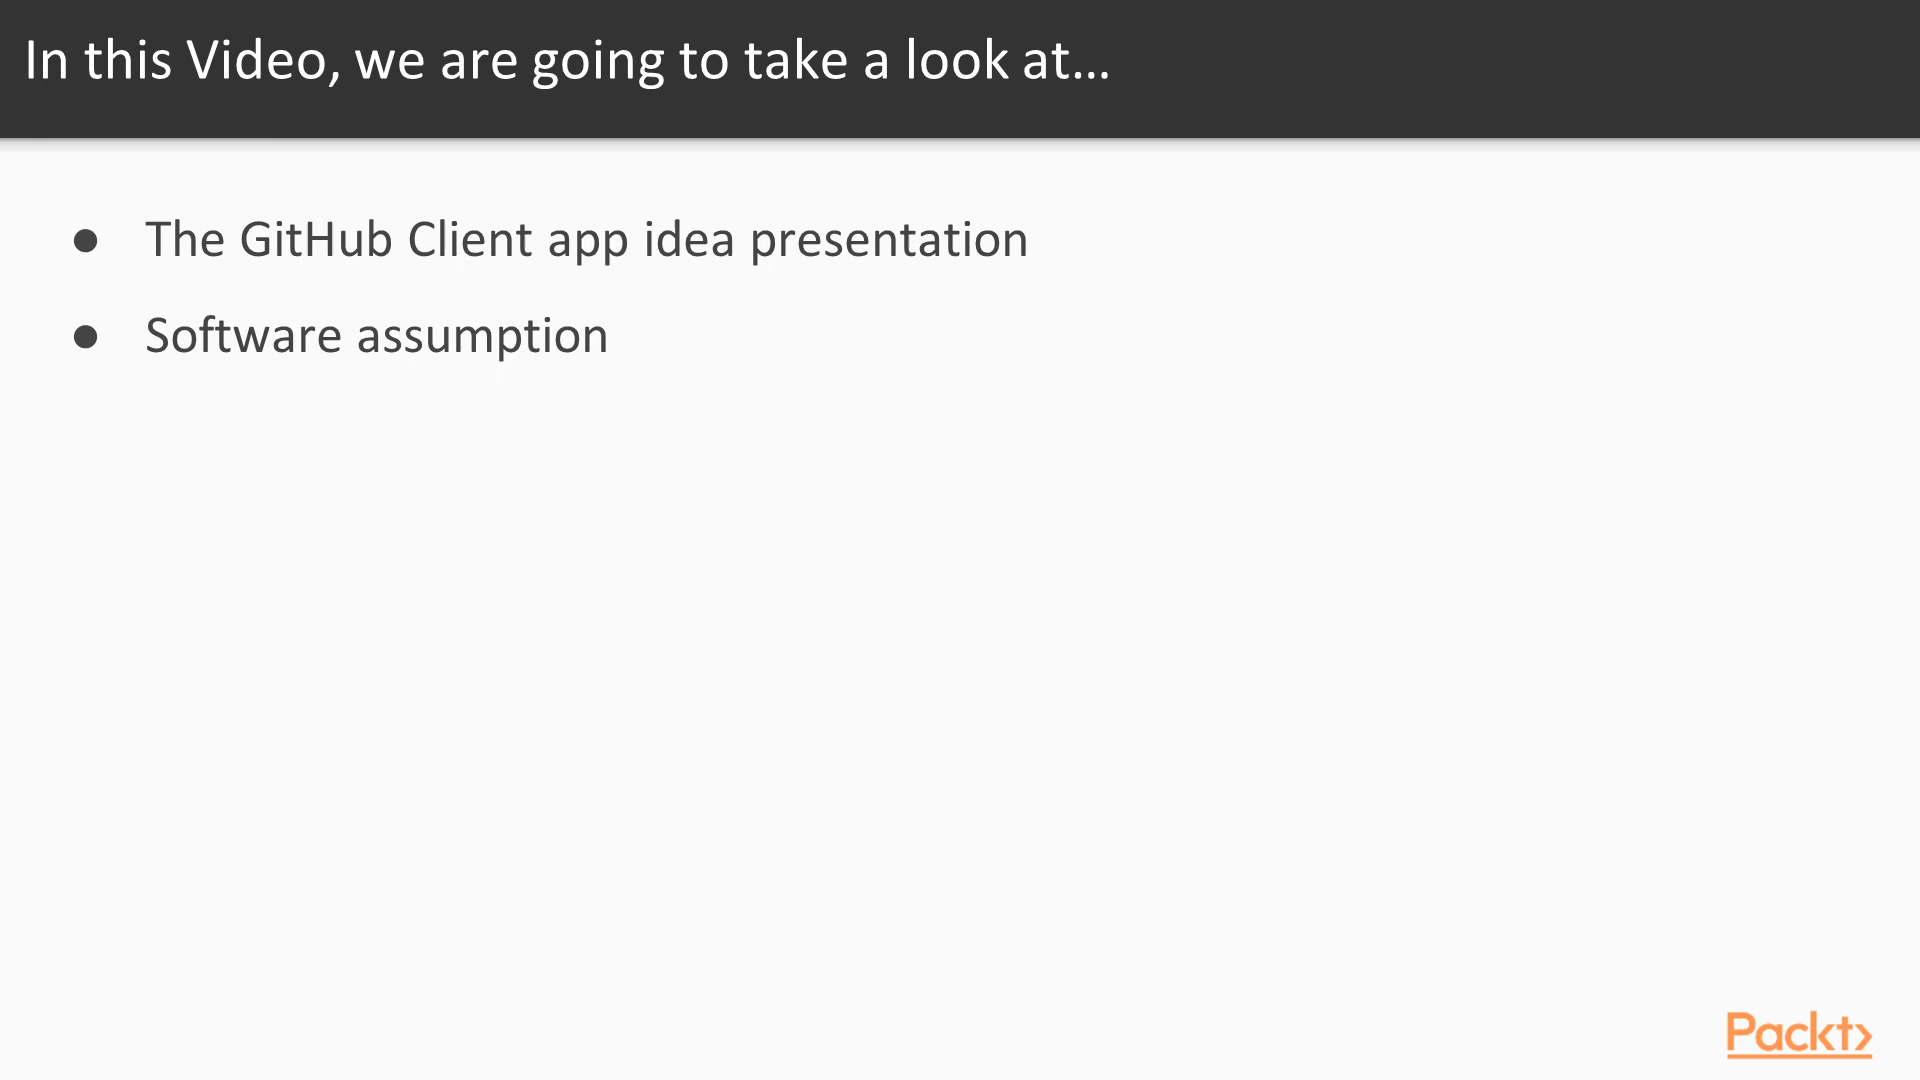 In this Video, we are going to take a look at...
● The GitHub Client app idea presentation
● Software assumption
Packt>